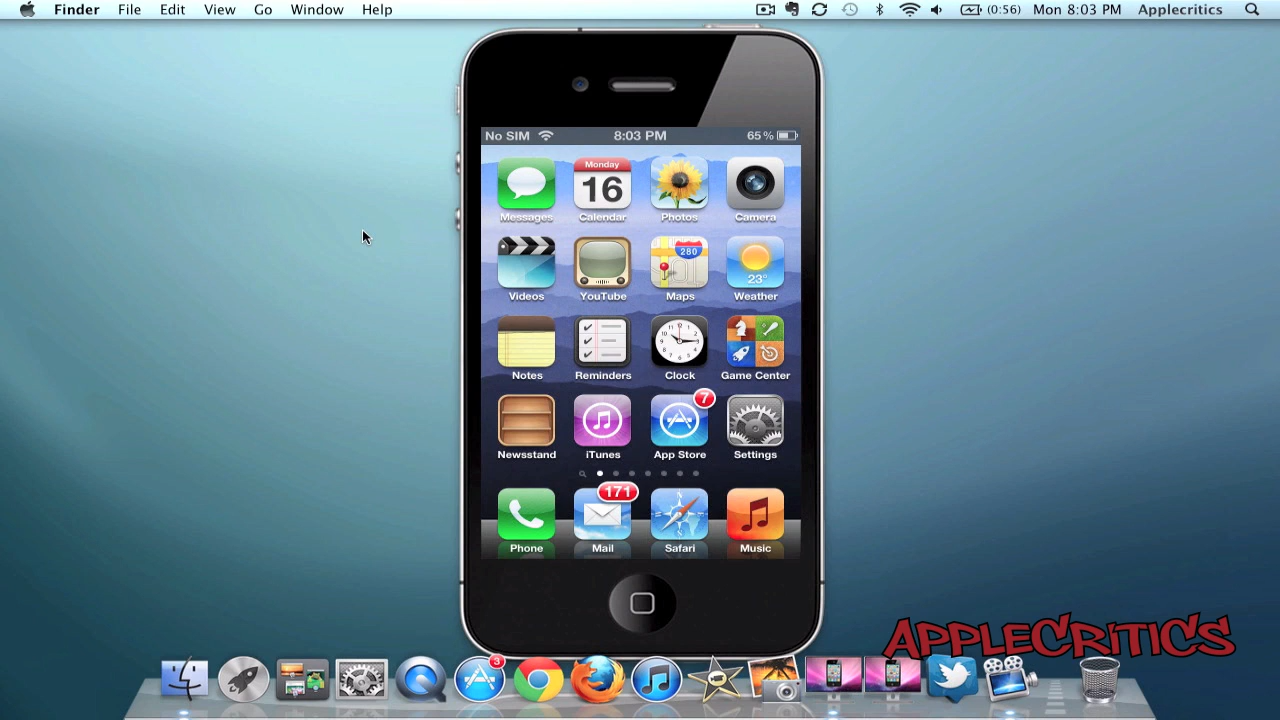 Finder File Edit View Go Window Help (0:56) Mon 8:03 PM Applecritics
No SIM 8:03 PM 65%
Monday
16
Messages Calendar Photos Camera
280
23°
Videos YouTube Maps Weather
Notes Reminders Clock Game Center
7
Newsstand iTunes App Store Settings
171
Phone Mail Safari Music
APPLECRITICS
3